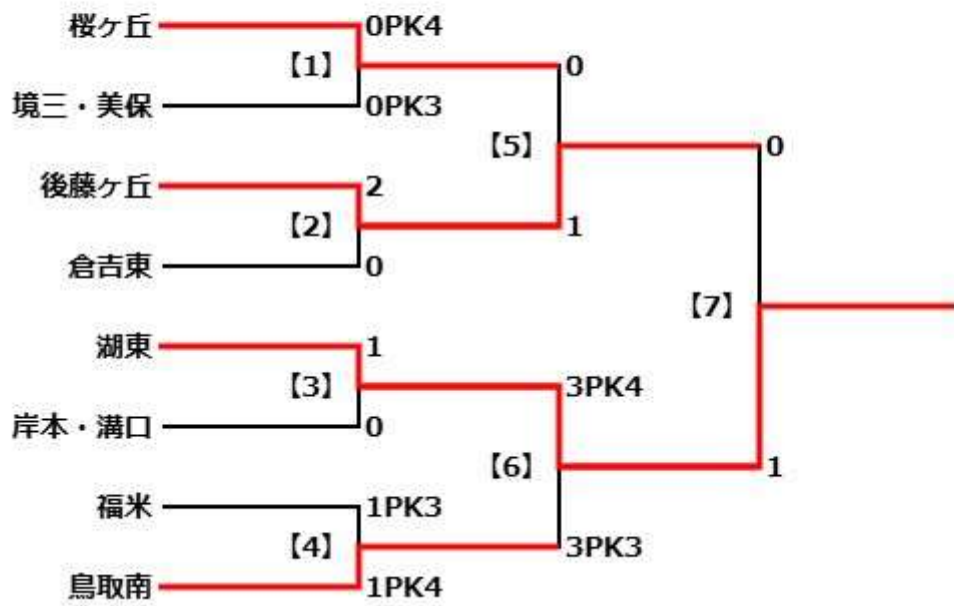 桜ヶ丘
0PK4
【1】
0
境三・美保
0PK3
【5】
0
後藤ヶ丘
2
【2】
1
倉吉東
0
【7】
湖東
1
【3】
3PK4
岸本・溝口
0
【6】
1
福米
1PK3
【4】
3PK3
鳥取南
1PK4